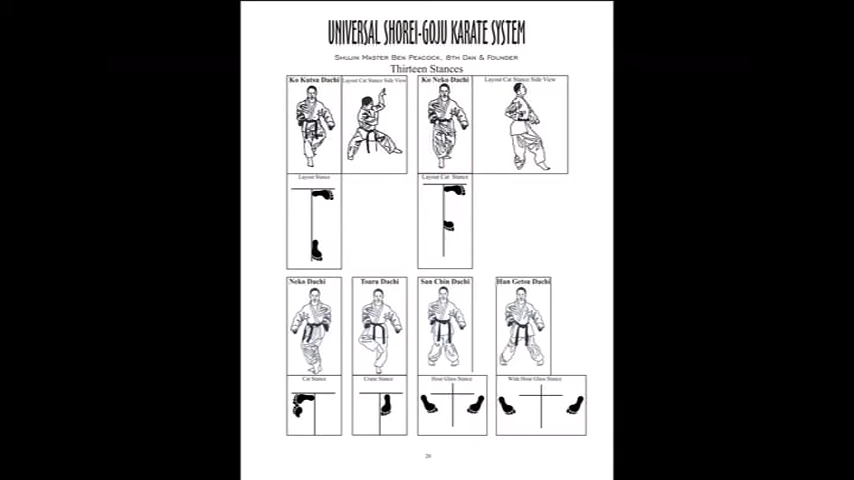 UNIVERSAL SHOREI-GOJU KARATE SYSTEM
SHUJIN MASTER BEN PEACOCK, 8TH DAN & FOUNDER
Thirteen Stances
Ko Kutsu Dachi
Layout Cat Stance Side View
Ko Neko Dachi
Layout Cat Stance Side View
Layout Stance
Layout Cat Stance
Neko Dachi
Tsuru Dachi
San Chin Dachi
Han Getsu Dachi
Cat Stance
Crane Stance
Hour Glass Stance
Wide Hour Glass Stance